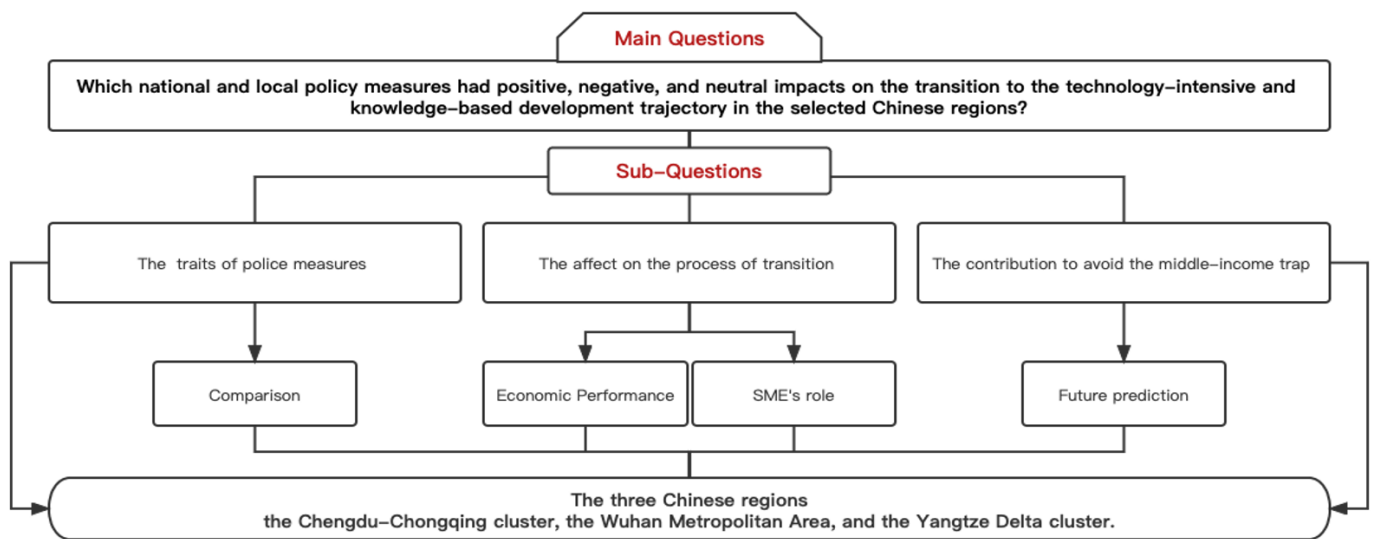 Main Questions
Which national and local policy measures had positive, negative, and neutral impacts on the transition to the technology-intensive and
knowledge-based development trajectory in the selected Chinese regions?
Sub-Questions
The traits of police measures
The affect on the process of transition
The contribution to avoid the middle-income trap
Comparison
Economic Performance
SME's role
Future prediction
The three Chinese regions
the Chengdu-Chongqing cluster, the Wuhan Metropolitan Area, and the Yangtze Delta cluster.